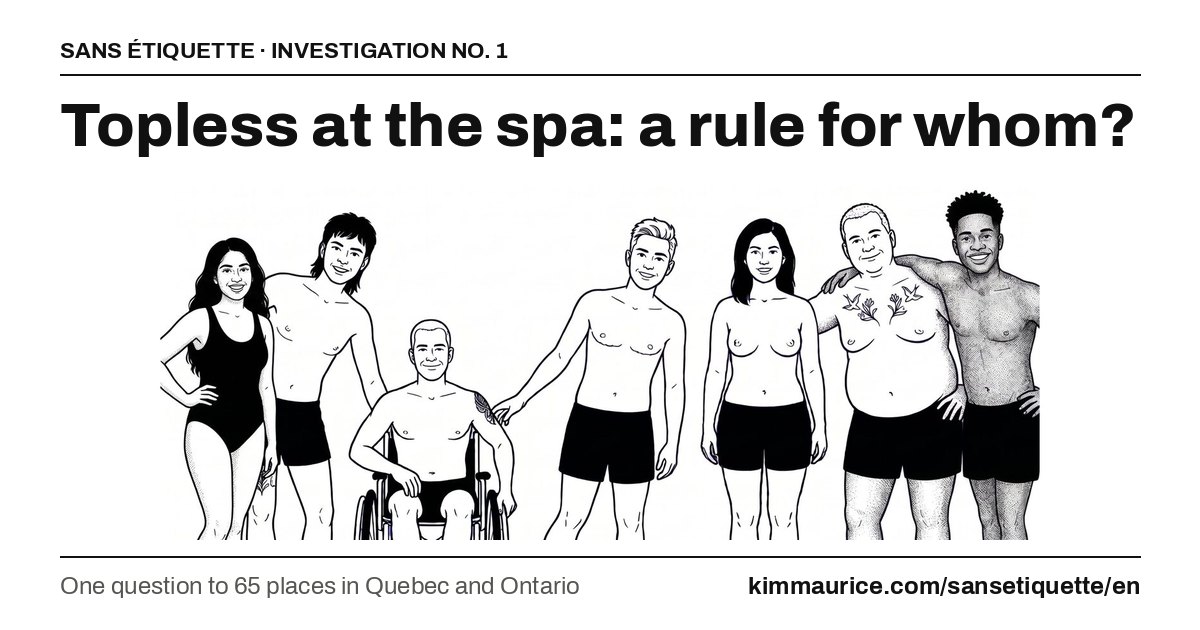 SANS ÉTIQUETTE · INVESTIGATION NO. 1
Topless at the spa: a rule for whom?
One question to 65 places in Quebec and Ontario
kimmaurice.com/sansetiquette/en